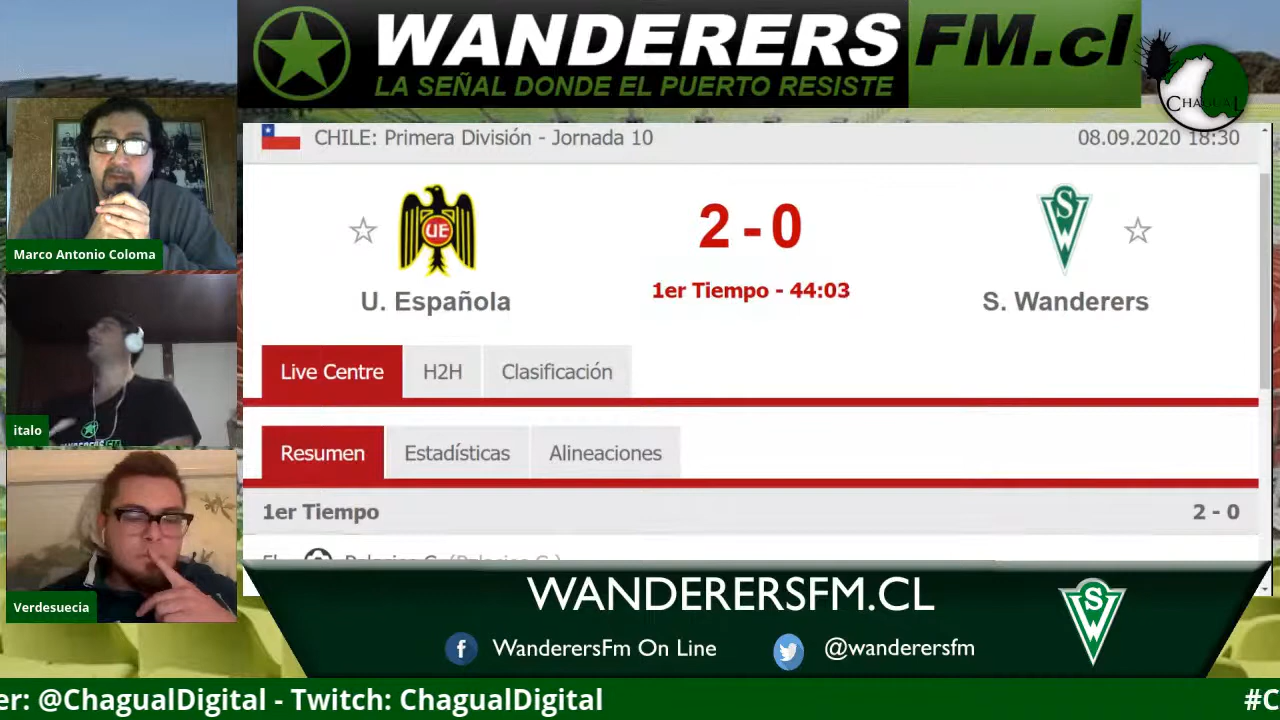 WANDERERS FM.cl
LA SEÑAL DONDE EL PUERTO RESISTE
CHAGUAL
CHILE: Primera División - Jornada 10
08.09.2020 18:30
UE
2 - 0
1er Tiempo - 44:03
U. Española
S
W
S. Wanderers
Marco Antonio Coloma
italo
Verdesuecia
Live Centre
H2H
Clasificación
Resumen
Estadísticas
Alineaciones
1er Tiempo
2 - 0
WANDERERSFM.CL
WanderersFm On Line
@wanderersfm
S
W
er: @ChagualDigital - Twitch: ChagualDigital
#C